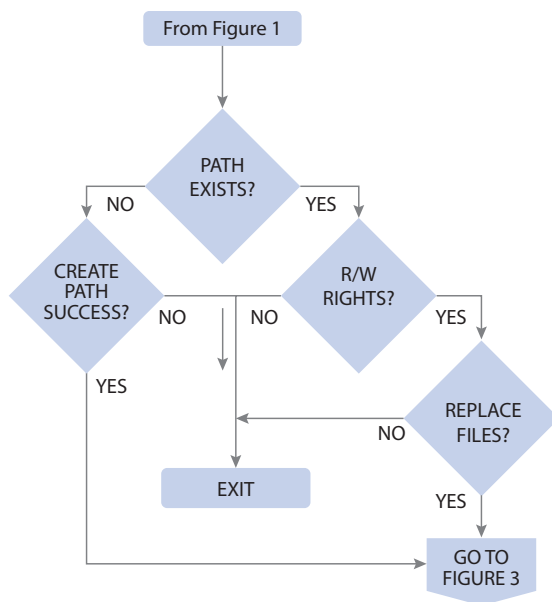 From Figure 1
PATH
EXISTS?
NO
YES
CREATE
PATH
SUCCESS?
R/W
RIGHTS?
NO
NO
YES
YES
REPLACE
FILES?
NO
EXIT
YES
GO TO
FIGURE 3